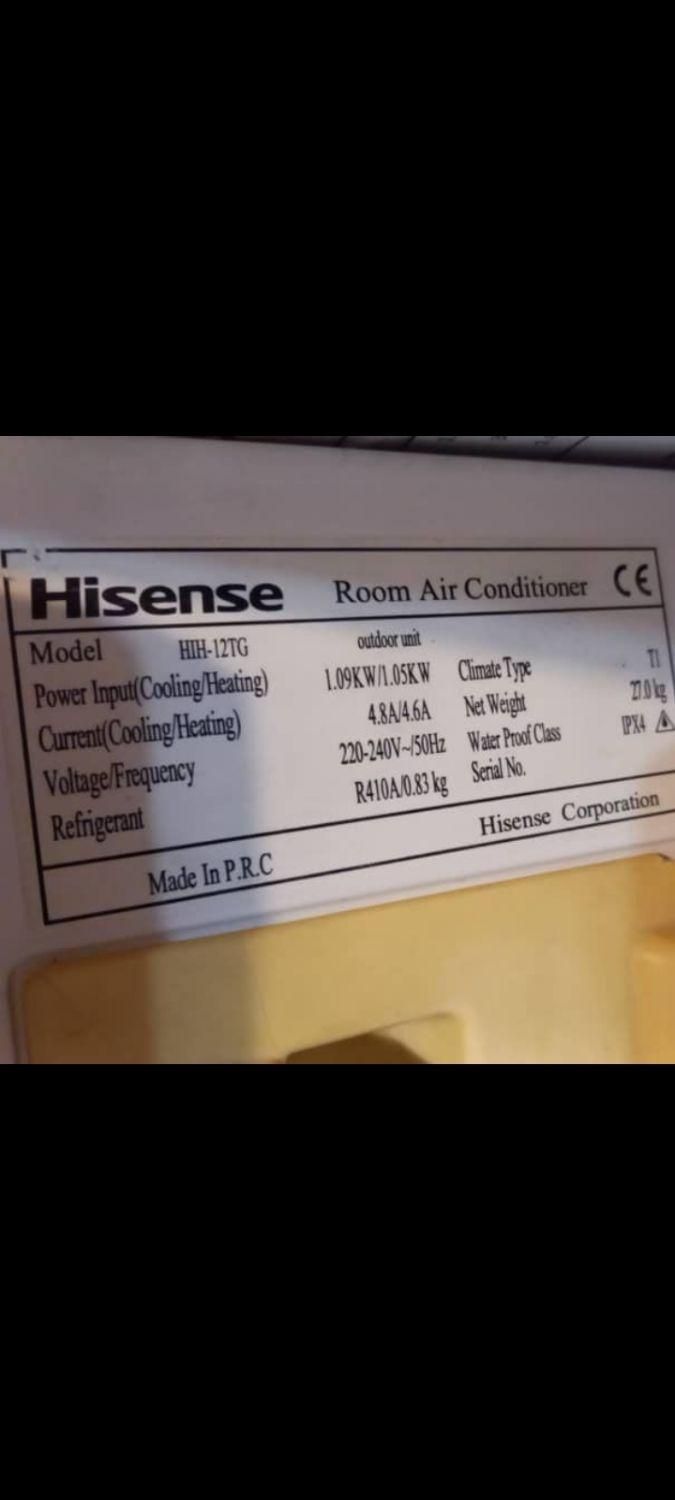 Hisense Room Air Conditioner CE
Model HIH-12TG outdoor unit
Power Input(Cooling/Heating) 1.09KW/1.05KW Climate Type T1
Current(Cooling/Heating) 4.8A/4.6A Net Weight 27.0 kg
Voltage/Frequency 220-240V~/50Hz Water Proof Class IPX4
Refrigerant R410A/0.83 kg Serial No.
Made In P.R.C Hisense Corporation